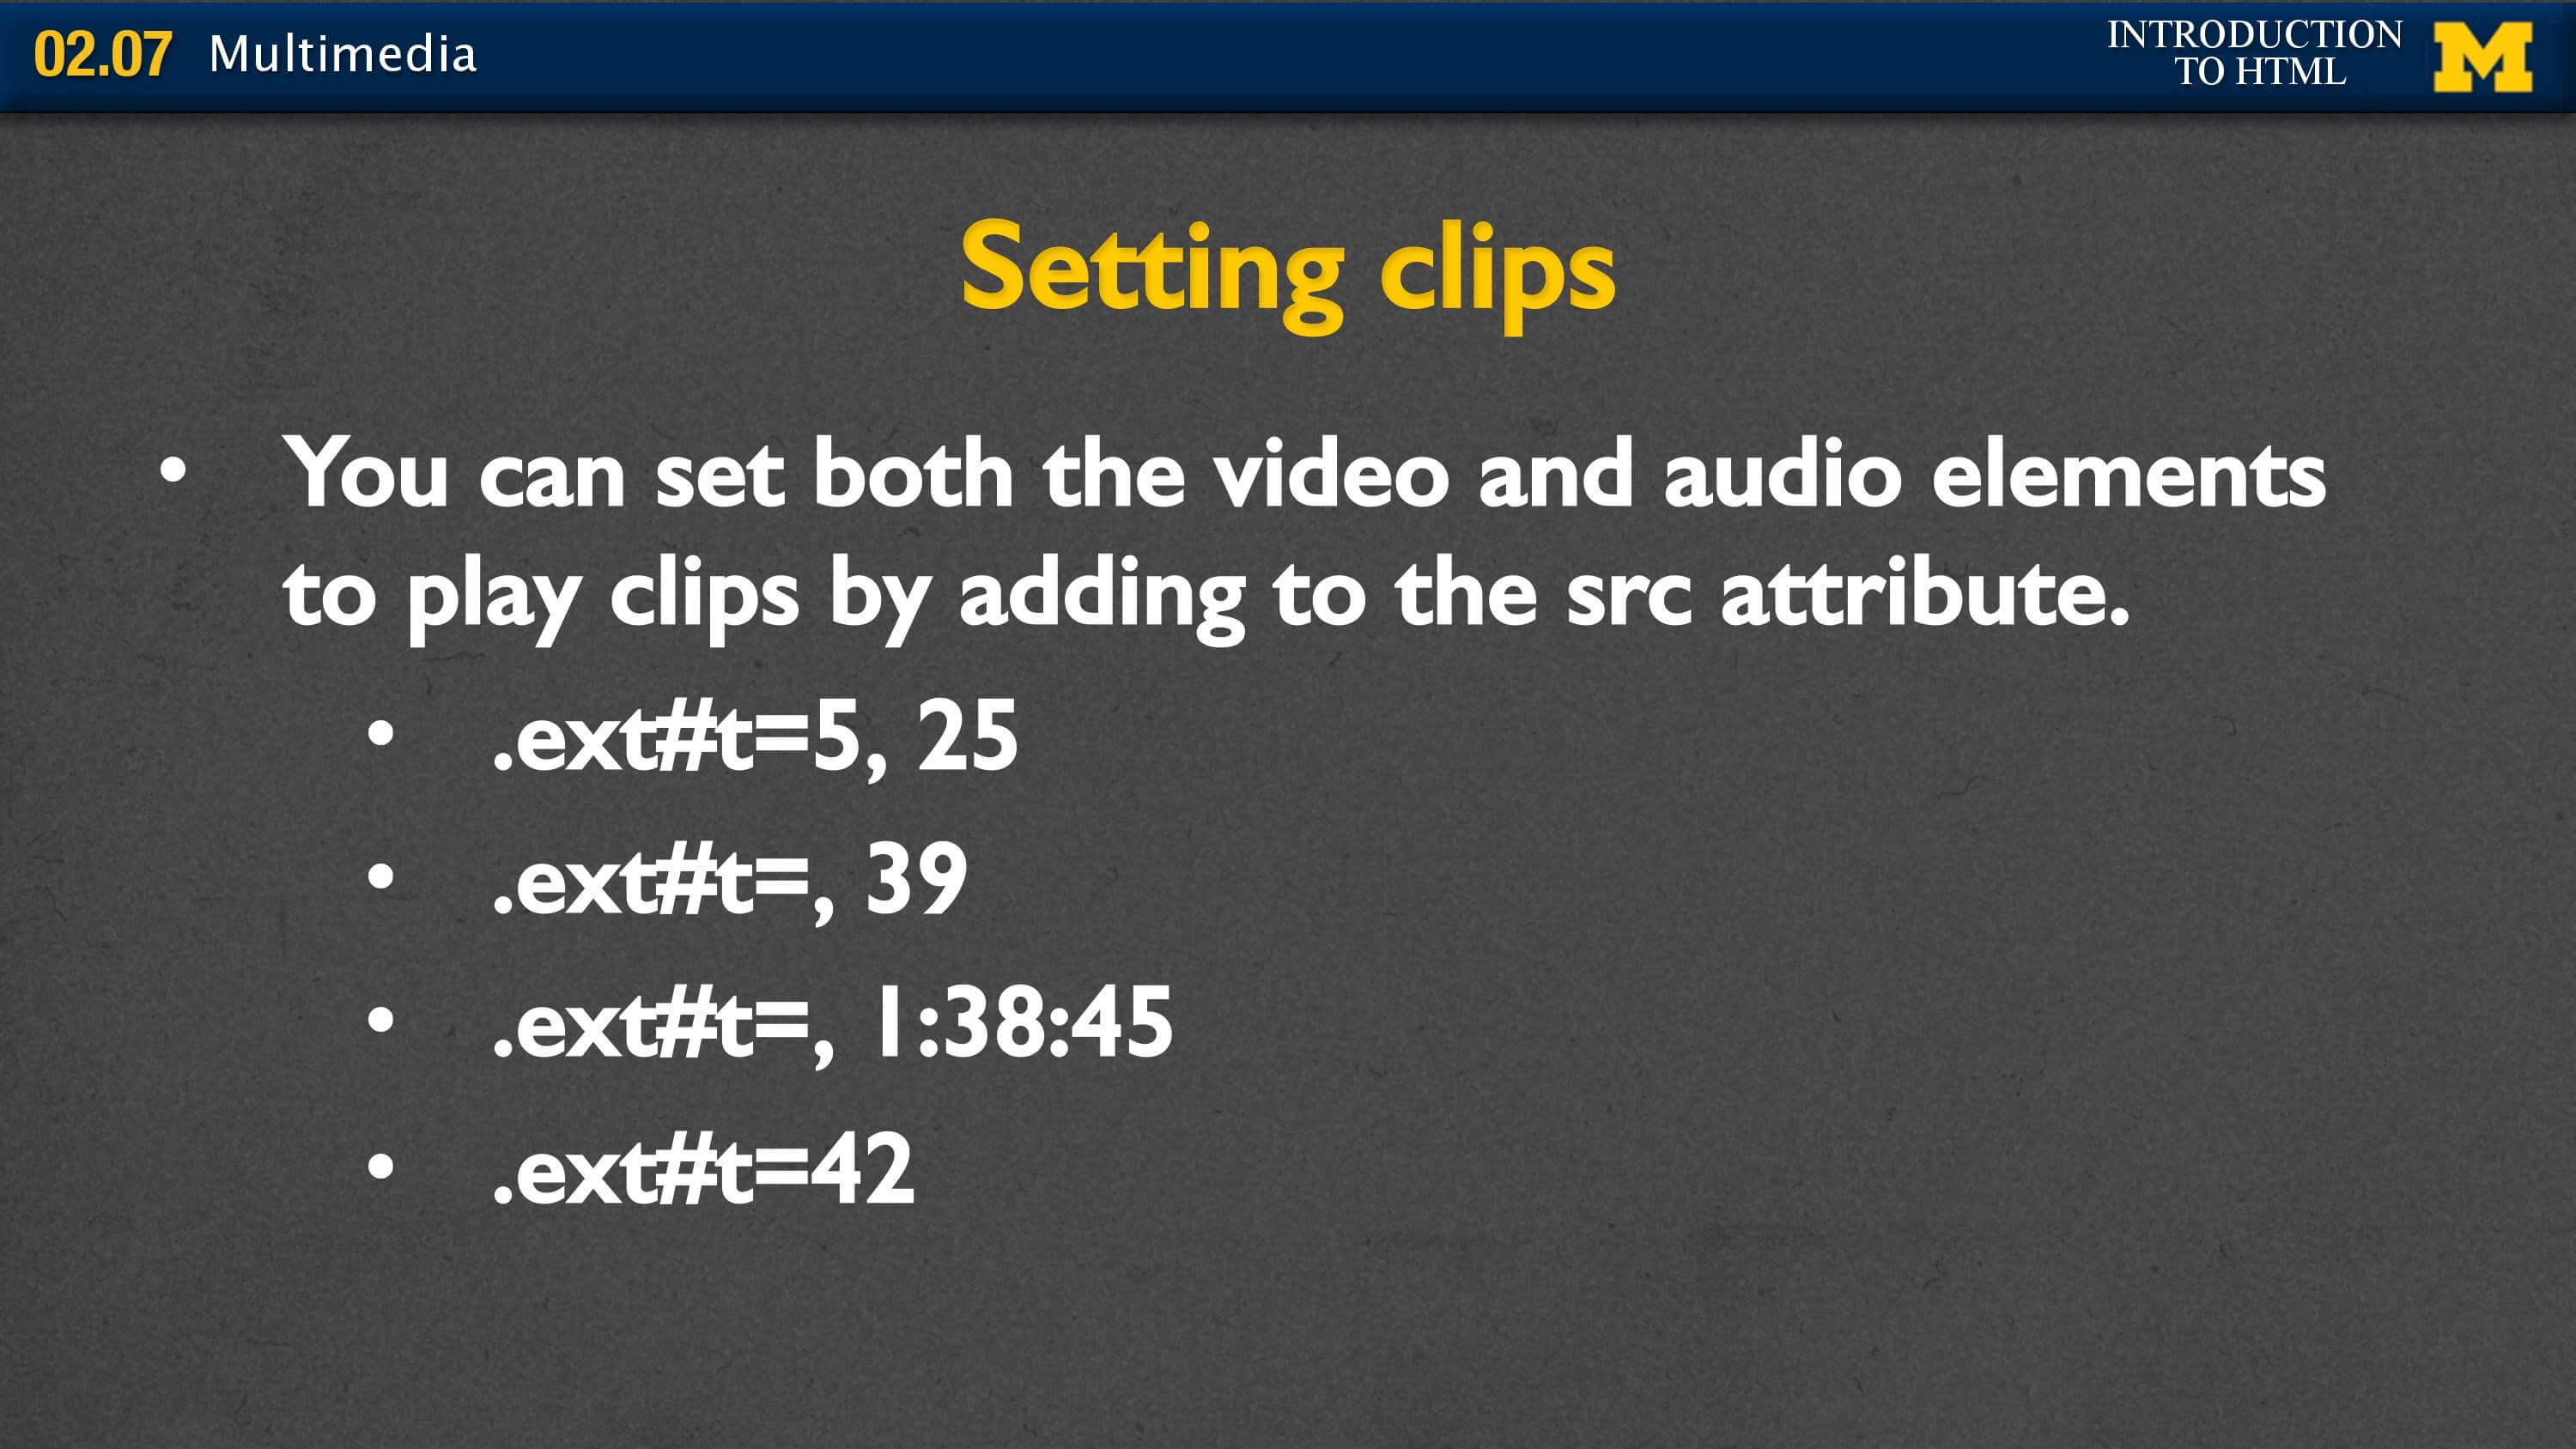 02.07 Multimedia
INTRODUCTION
TO HTML
M
Setting clips
• You can set both the video and audio elements
to play clips by adding to the src attribute.
• .ext#t=5, 25
• .ext#t=, 39
• .ext#t=, 1:38:45
• .ext#t=42